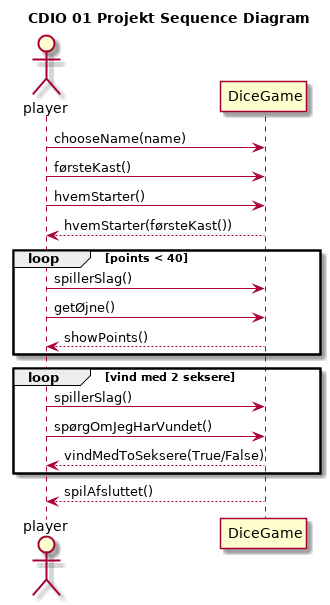 CDIO 01 Projekt Sequence Diagram
player
DiceGame
chooseName(name)
førsteKast()
hvemStarter()
hvemStarter(førsteKast())
loop [points < 40]
spillerSlag()
getØjne()
showPoints()
loop [vind med 2 seksere]
spillerSlag()
spørgOmJegHarVundet()
vindMedToSeksere(True/False)
spilAfsluttet()
player
DiceGame